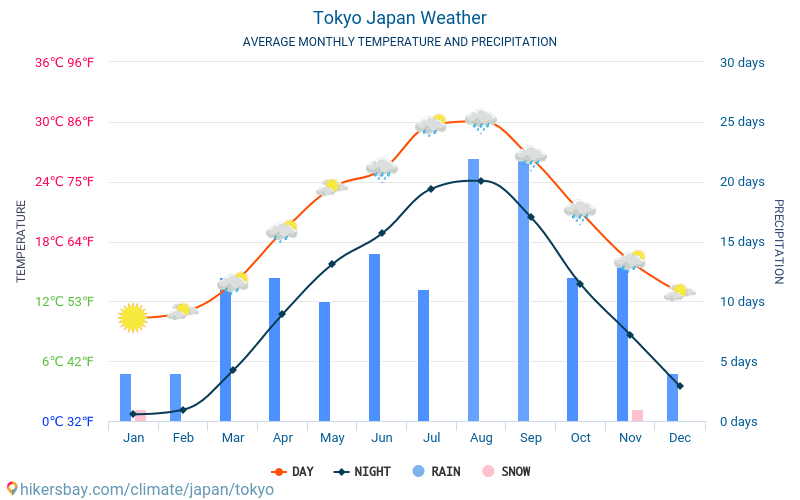 Tokyo Japan Weather
AVERAGE MONTHLY TEMPERATURE AND PRECIPITATION
36℃ 96℉ 30 days
30℃ 86℉ 25 days
24℃ 75℉ 20 days
18℃ 64℉ 15 days
12℃ 53℉ 10 days
6℃ 42℉ 5 days
0℃ 32℉ 0 days
TEMPERATURE
PRECIPITATION
Jan Feb Mar Apr May Jun Jul Aug Sep Oct Nov Dec
DAY NIGHT RAIN SNOW
hikersbay.com/climate/japan/tokyo